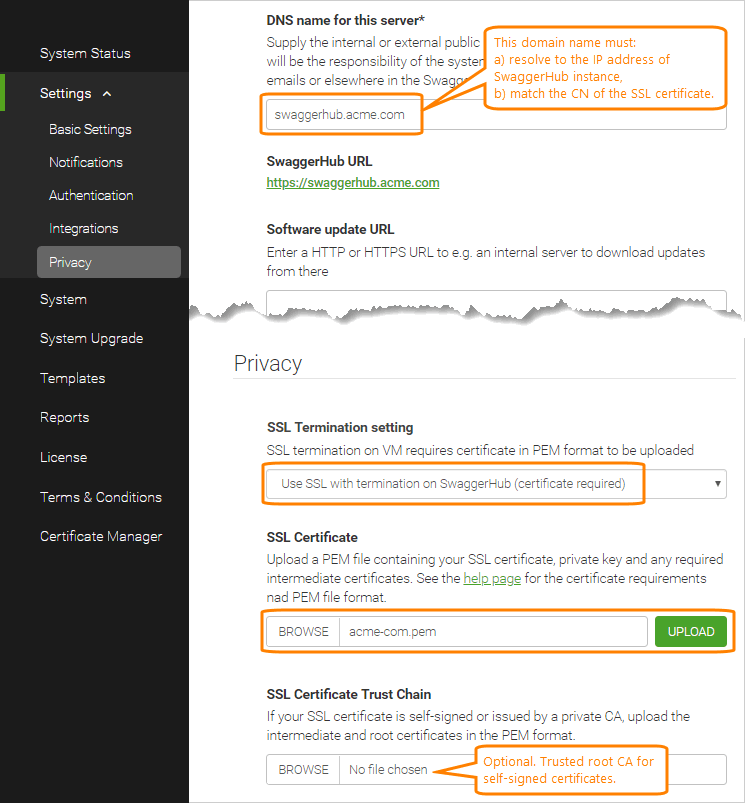 System Status
Settings
Basic Settings
Notifications
Authentication
Integrations
Privacy
System
System Upgrade
Templates
Reports
License
Terms & Conditions
Certificate Manager
DNS name for this server*
Supply the internal or external public
will be the responsibility of the system
emails or elsewhere in the Swagge
This domain name must:
a) resolve to the IP address of
SwaggerHub instance,
b) match the CN of the SSL certificate.
swaggerhub.acme.com
SwaggerHub URL
https://swaggerhub.acme.com
Software update URL
Enter a HTTP or HTTPS URL to e.g. an internal server to download updates
from there
Privacy
SSL Termination setting
SSL termination on VM requires certificate in PEM format to be uploaded
Use SSL with termination on SwaggerHub (certificate required)
SSL Certificate
Upload a PEM file containing your SSL certificate, private key and any required
intermediate certificates. See the help page for the certificate requirements
nad PEM file format.
BROWSE acme-com.pem UPLOAD
SSL Certificate Trust Chain
If your SSL certificate is self-signed or issued by a private CA, upload the
intermediate and root certificates in the PEM format.
BROWSE No file chosen
Optional. Trusted root CA for
self-signed certificates.